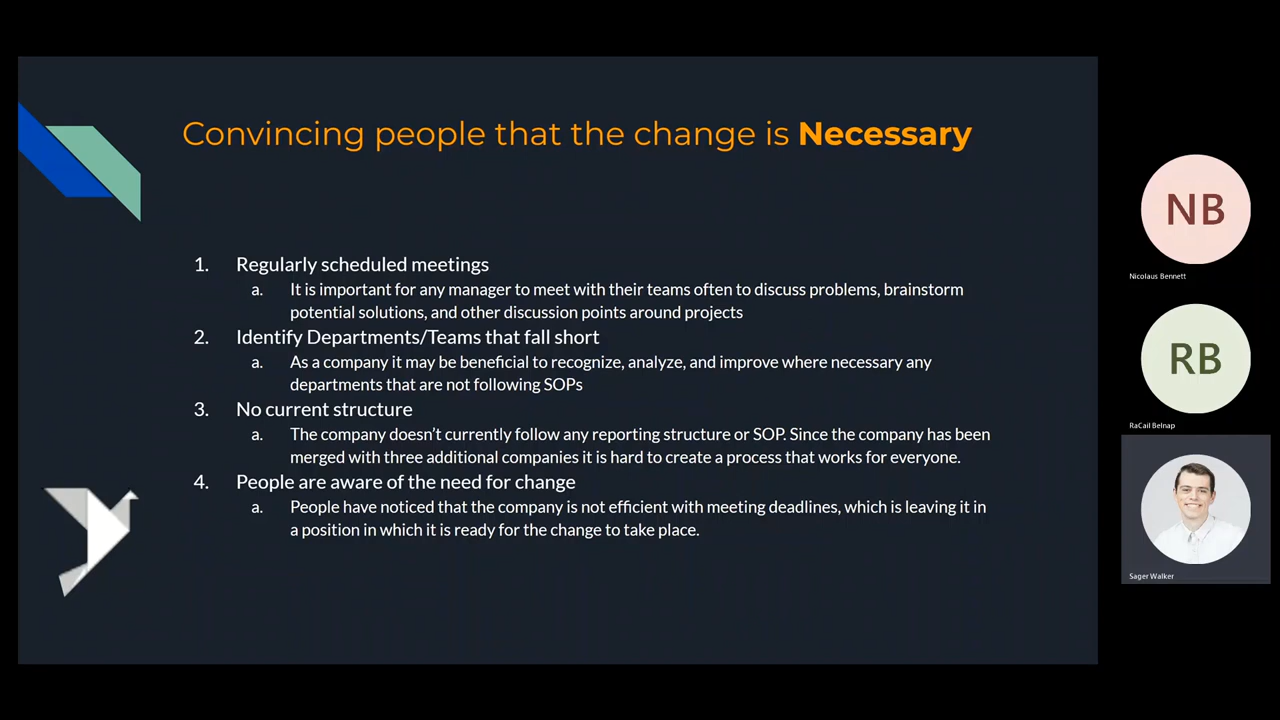 Convincing people that the change is Necessary
1. Regularly scheduled meetings
a. It is important for any manager to meet with their teams often to discuss problems, brainstorm
potential solutions, and other discussion points around projects
2. Identify Departments/Teams that fall short
a. As a company it may be beneficial to recognize, analyze, and improve where necessary any
departments that are not following SOPs
3. No current structure
a. The company doesn't currently follow any reporting structure or SOP. Since the company has been
merged with three additional companies it is hard to create a process that works for everyone.
4. People are aware of the need for change
a. People have noticed that the company is not efficient with meeting deadlines, which is leaving it in
a position in which it is ready for the change to take place.
NB
Nicolaus Bennett
RB
RaCail Belnap
Sager Walker